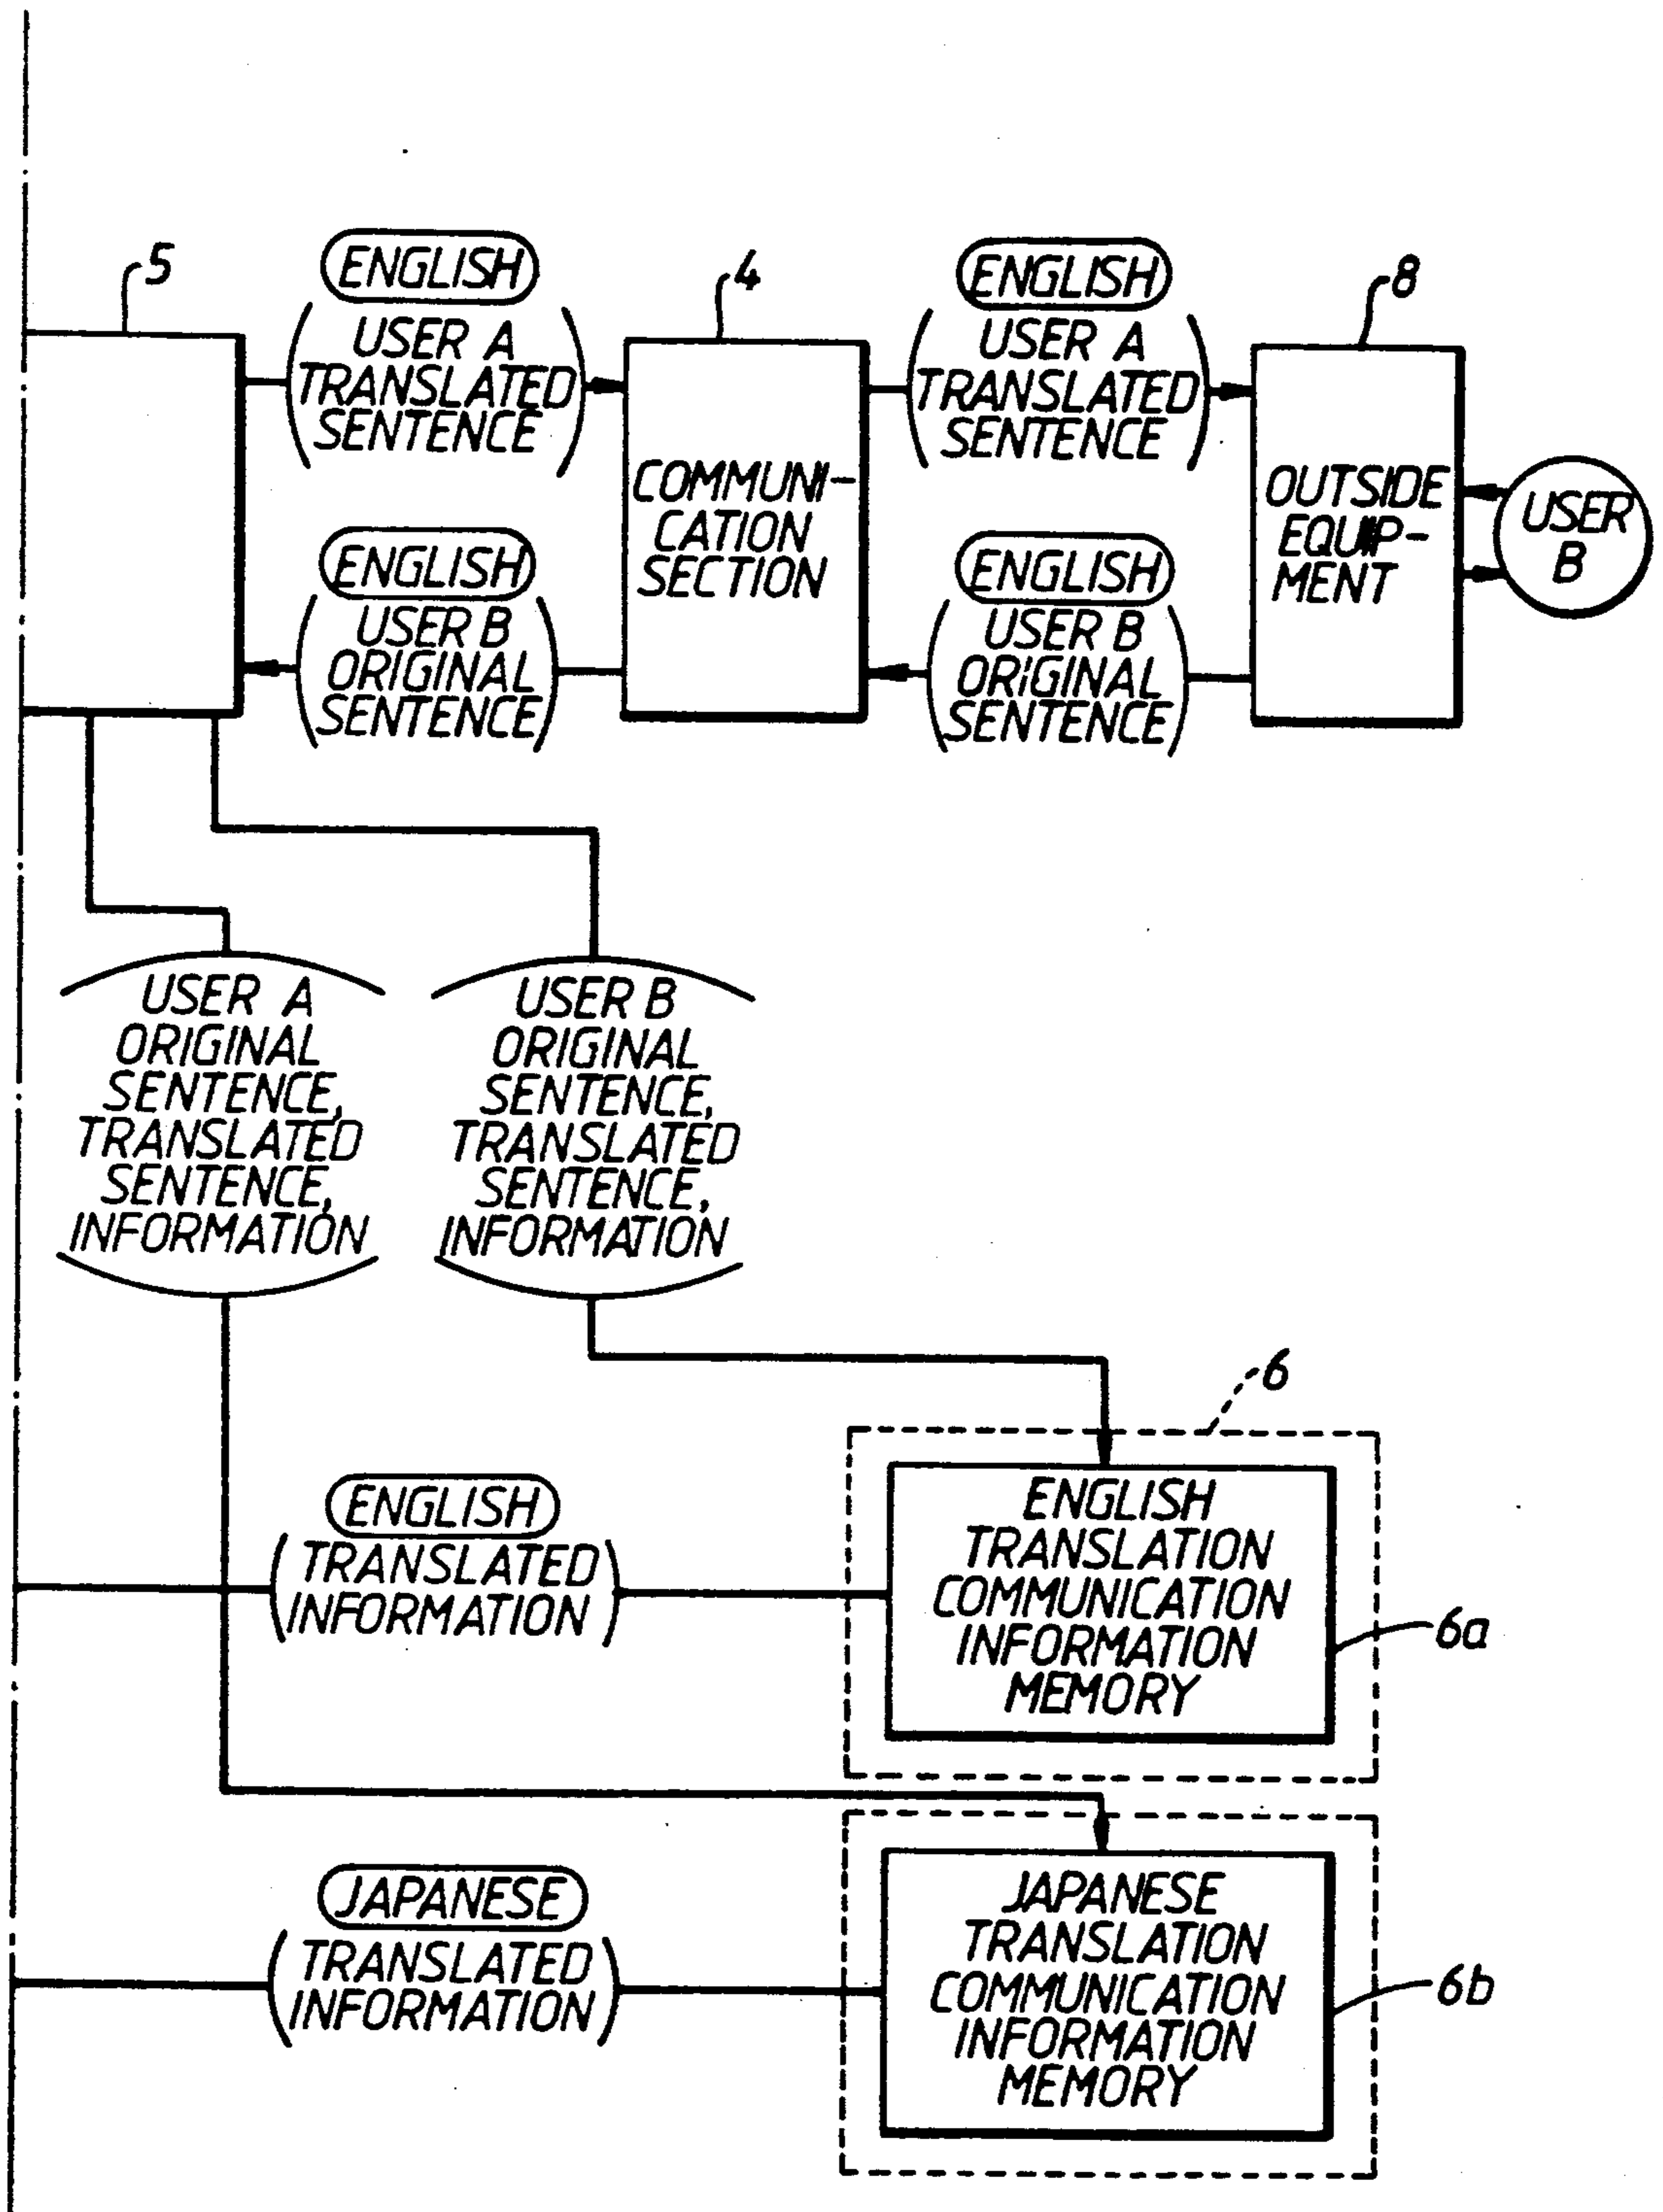 5
ENGLISH
USER A
TRANSLATED
SENTENCE
4
ENGLISH
USER A
TRANSLATED
SENTENCE
8
COMMUNI-
CATION
SECTION
OUTSIDE
EQUIP-
MENT
USER
B
ENGLISH
USER B
ORIGINAL
SENTENCE
ENGLISH
USER B
ORIGINAL
SENTENCE
USER A
ORIGINAL
SENTENCE,
TRANSLATED
SENTENCE,
INFORMATION
USER B
ORIGINAL
SENTENCE,
TRANSLATED
SENTENCE,
INFORMATION
6
ENGLISH
TRANSLATED
INFORMATION
ENGLISH
TRANSLATION
COMMUNICATION
INFORMATION
MEMORY
6a
JAPANESE
TRANSLATED
INFORMATION
JAPANESE
TRANSLATION
COMMUNICATION
INFORMATION
MEMORY
6b